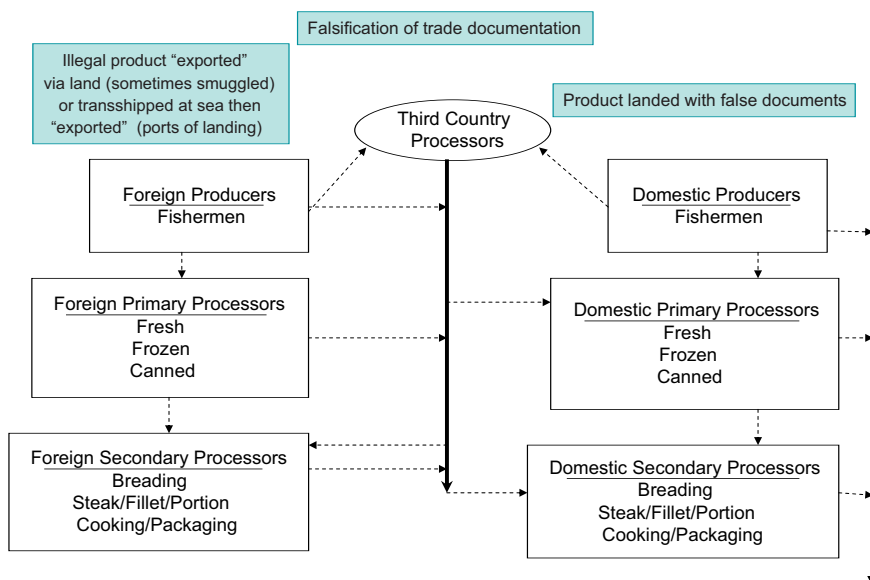 Falsification of trade documentation
Illegal product “exported”
via land (sometimes smuggled)
or transshipped at sea then
“exported” (ports of landing)
Product landed with false documents
Third Country
Processors
Foreign Producers
Fishermen
Domestic Producers
Fishermen
Foreign Primary Processors
Fresh
Frozen
Canned
Domestic Primary Processors
Fresh
Frozen
Canned
Foreign Secondary Processors
Breading
Steak/Fillet/Portion
Cooking/Packaging
Domestic Secondary Processors
Breading
Steak/Fillet/Portion
Cooking/Packaging